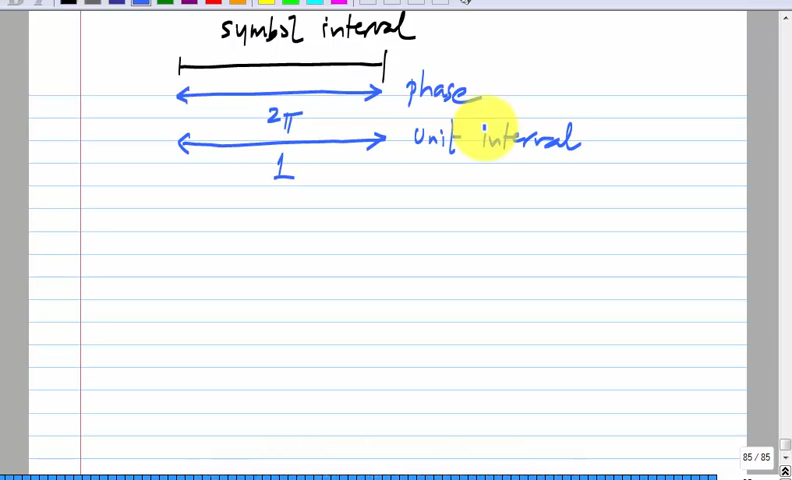 symbol interval
phase
2π
unit interval
1
85 / 85